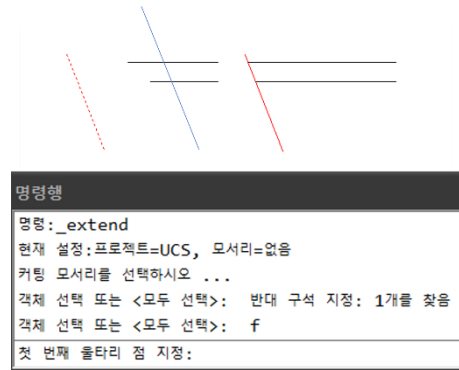 명령행
명령:_extend
현재 설정:프로젝트=UCS, 모서리=없음
커팅 모서리를 선택하시오 ...
객체 선택 또는 <모두 선택>: 반대 구석 지정: 1개를 찾음
객체 선택 또는 <모두 선택>: f
첫 번째 울타리 점 지정: